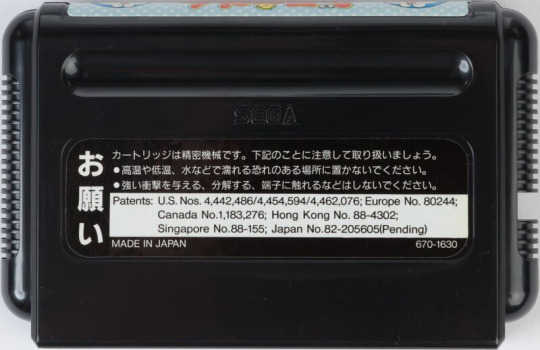 SEGA
お願い
カートリッジは精密機械です。下記のことに注意して取り扱いましょう。
●高温や低温、水などで濡れる恐れのある場所に置かないでください。
●強い衝撃を与える、分解する、端子に触れるなどはしないでください。
Patents: U.S. Nos. 4,442,486/4,454,594/4,462,076; Europe No. 80244;
Canada No.1,183,276; Hong Kong No. 88-4302;
Singapore No.88-155; Japan No.82-205605(Pending)
MADE IN JAPAN 670-1630